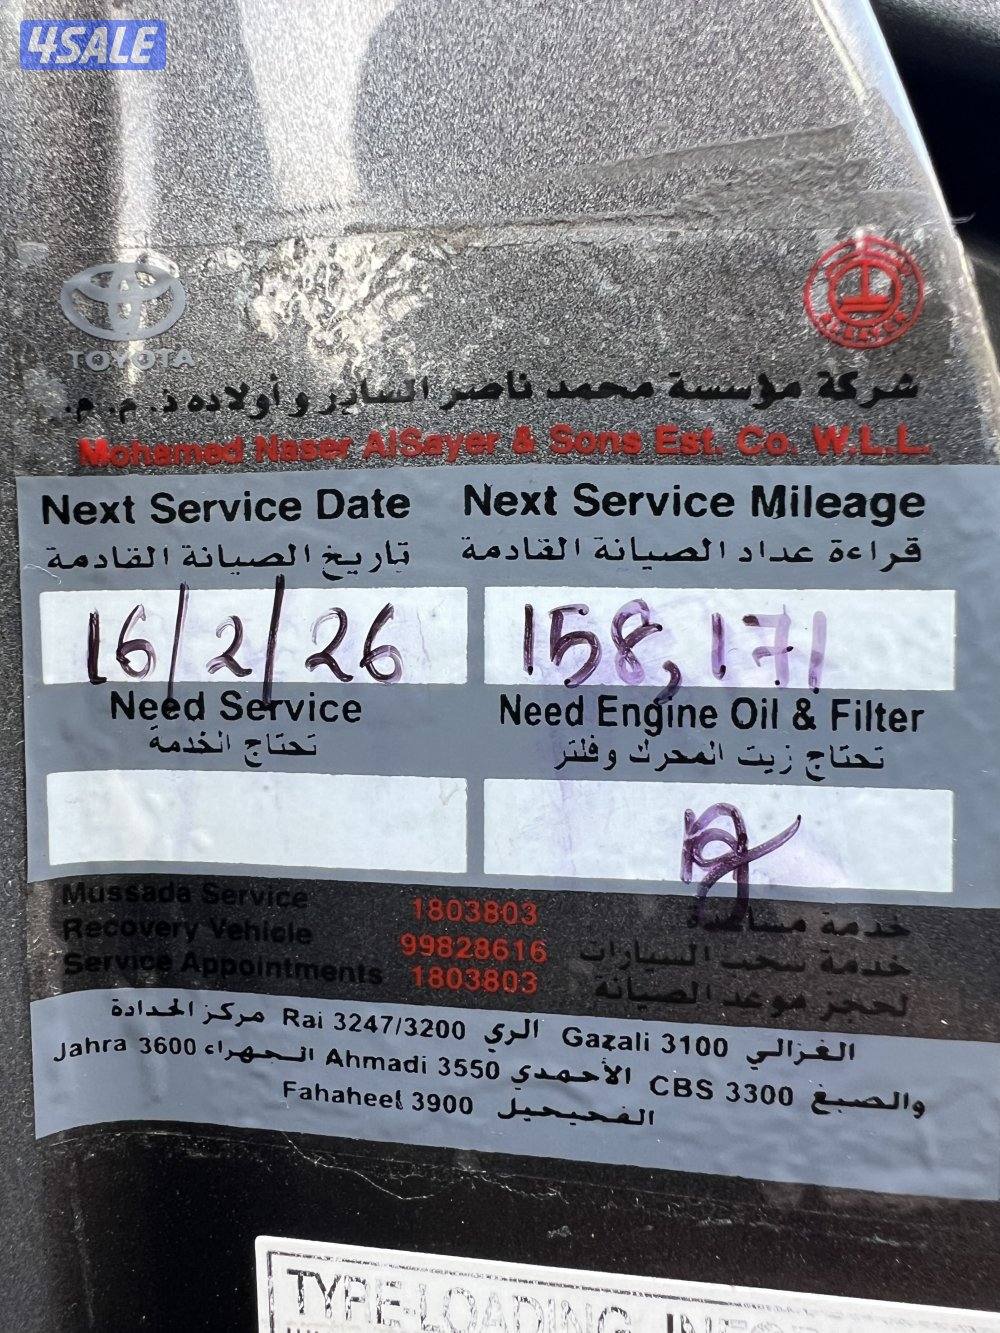 4SALE
TOYOTA
شركة مؤسسة محمد ناصر الساير وأولاده ذ. م. م.
Mohamed Naser AlSayer & Sons Est. Co. W.L.L.
Next Service Date
Next Service Mileage
تاريخ الصيانة القادمة
قراءة عداد الصيانة القادمة
16/2/26
158,171
Need Service
Need Engine Oil & Filter
تحتاج الخدمة
تحتاج زيت المحرك وفلتر
Mussada Service 1803803 خدمة مساعدة
Recovery Vehicle 99828616 خدمة سحب السيارات
Service Appointments 1803803 لحجز موعد الصيانة
الغزالي Gazali 3100 الري Rai 3247/3200 مركز الحدادة
والصبغ CBS 3300 الأحمدي Ahmadi 3550 الجهراء Jahra 3600
الفحيحيل Fahaheel 3900
TYPE-LOADING